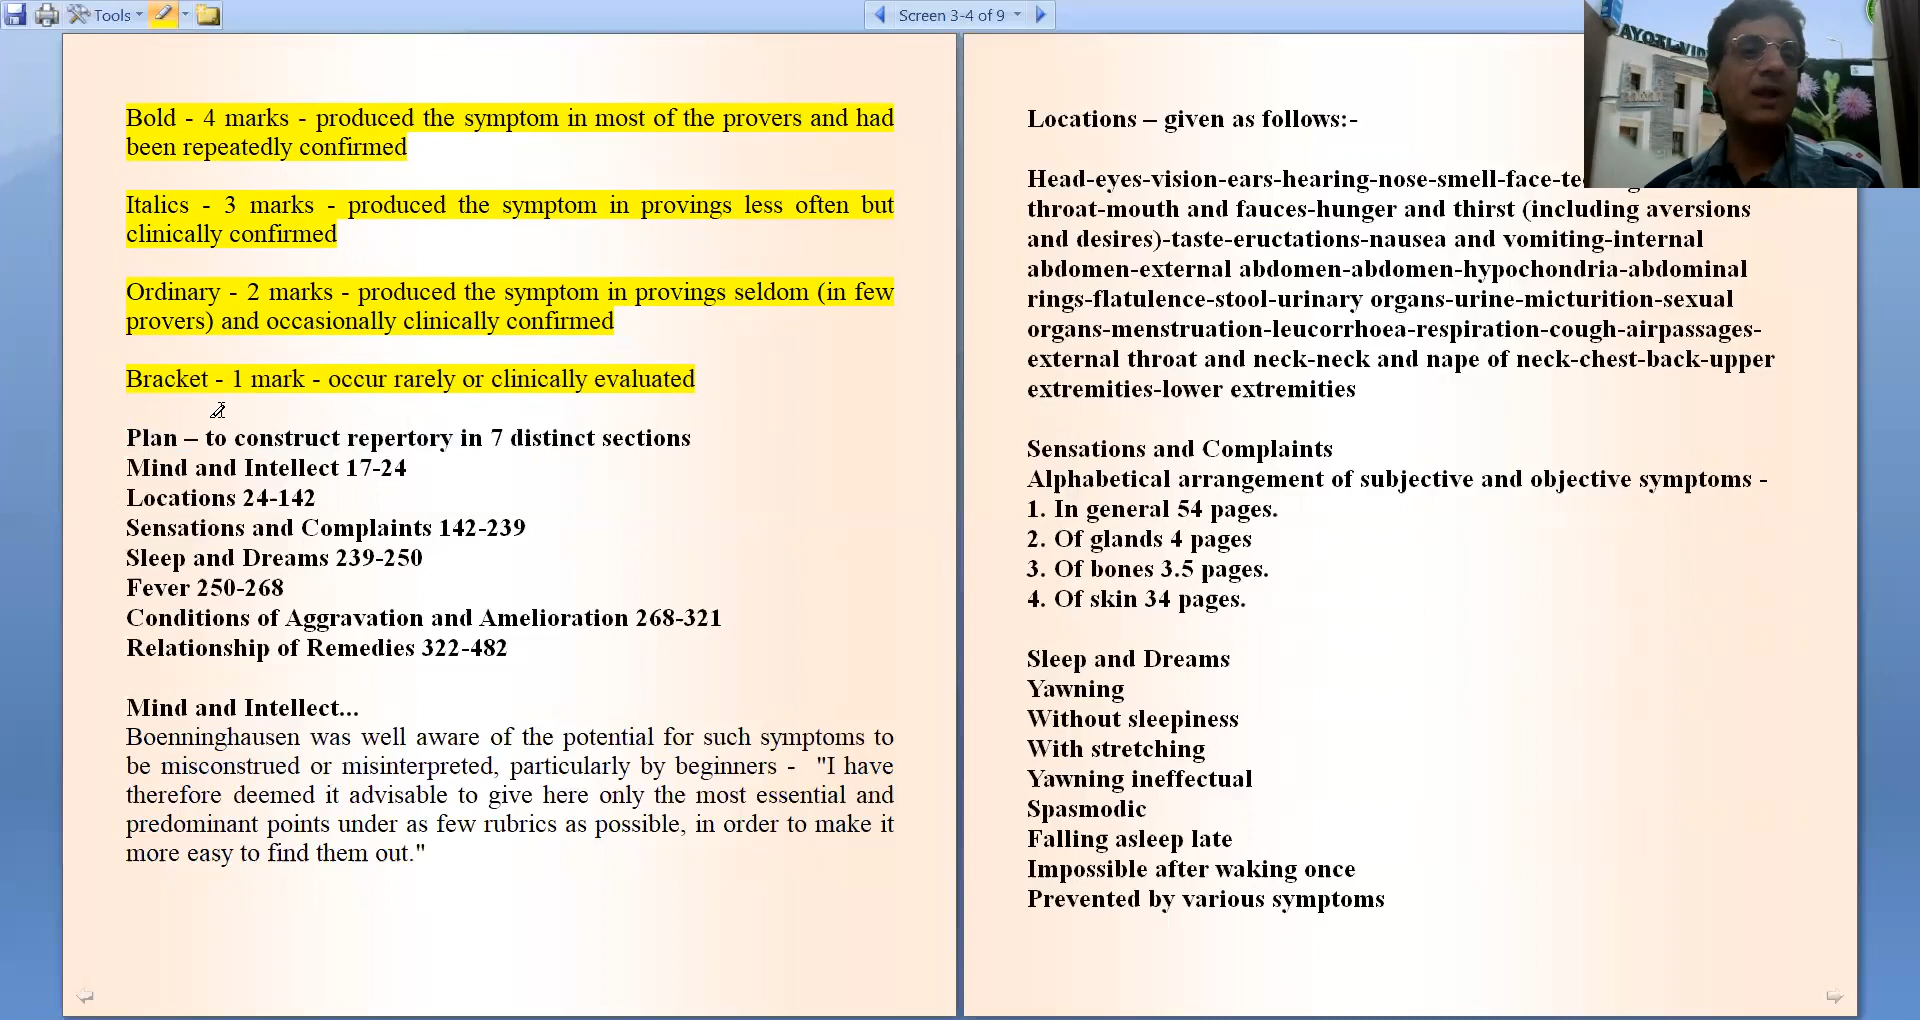 Tools
Screen 3-4 of 9
Bold - 4 marks - produced the symptom in most of the provers and had
been repeatedly confirmed
Italics - 3 marks - produced the symptom in provings less often but
clinically confirmed
Ordinary - 2 marks - produced the symptom in provings seldom (in few
provers) and occasionally clinically confirmed
Bracket - 1 mark - occur rarely or clinically evaluated
Plan – to construct repertory in 7 distinct sections
Mind and Intellect 17-24
Locations 24-142
Sensations and Complaints 142-239
Sleep and Dreams 239-250
Fever 250-268
Conditions of Aggravation and Amelioration 268-321
Relationship of Remedies 322-482
Mind and Intellect...
Boenninghausen was well aware of the potential for such symptoms to
be misconstrued or misinterpreted, particularly by beginners - "I have
therefore deemed it advisable to give here only the most essential and
predominant points under as few rubrics as possible, in order to make it
more easy to find them out."
Locations – given as follows:-
Head-eyes-vision-ears-hearing-nose-smell-face-
throat-mouth and fauces-hunger and thirst (including aversions
and desires)-taste-eructations-nausea and vomiting-internal
abdomen-external abdomen-abdomen-hypochondria-abdominal
rings-flatulence-stool-urinary organs-urine-micturition-sexual
organs-menstruation-leucorrhoea-respiration-cough-airpassages-
external throat and neck-neck and nape of neck-chest-back-upper
extremities-lower extremities
Sensations and Complaints
Alphabetical arrangement of subjective and objective symptoms -
1. In general 54 pages.
2. Of glands 4 pages
3. Of bones 3.5 pages.
4. Of skin 34 pages.
Sleep and Dreams
Yawning
Without sleepiness
With stretching
Yawning ineffectual
Spasmodic
Falling asleep late
Impossible after waking once
Prevented by various symptoms